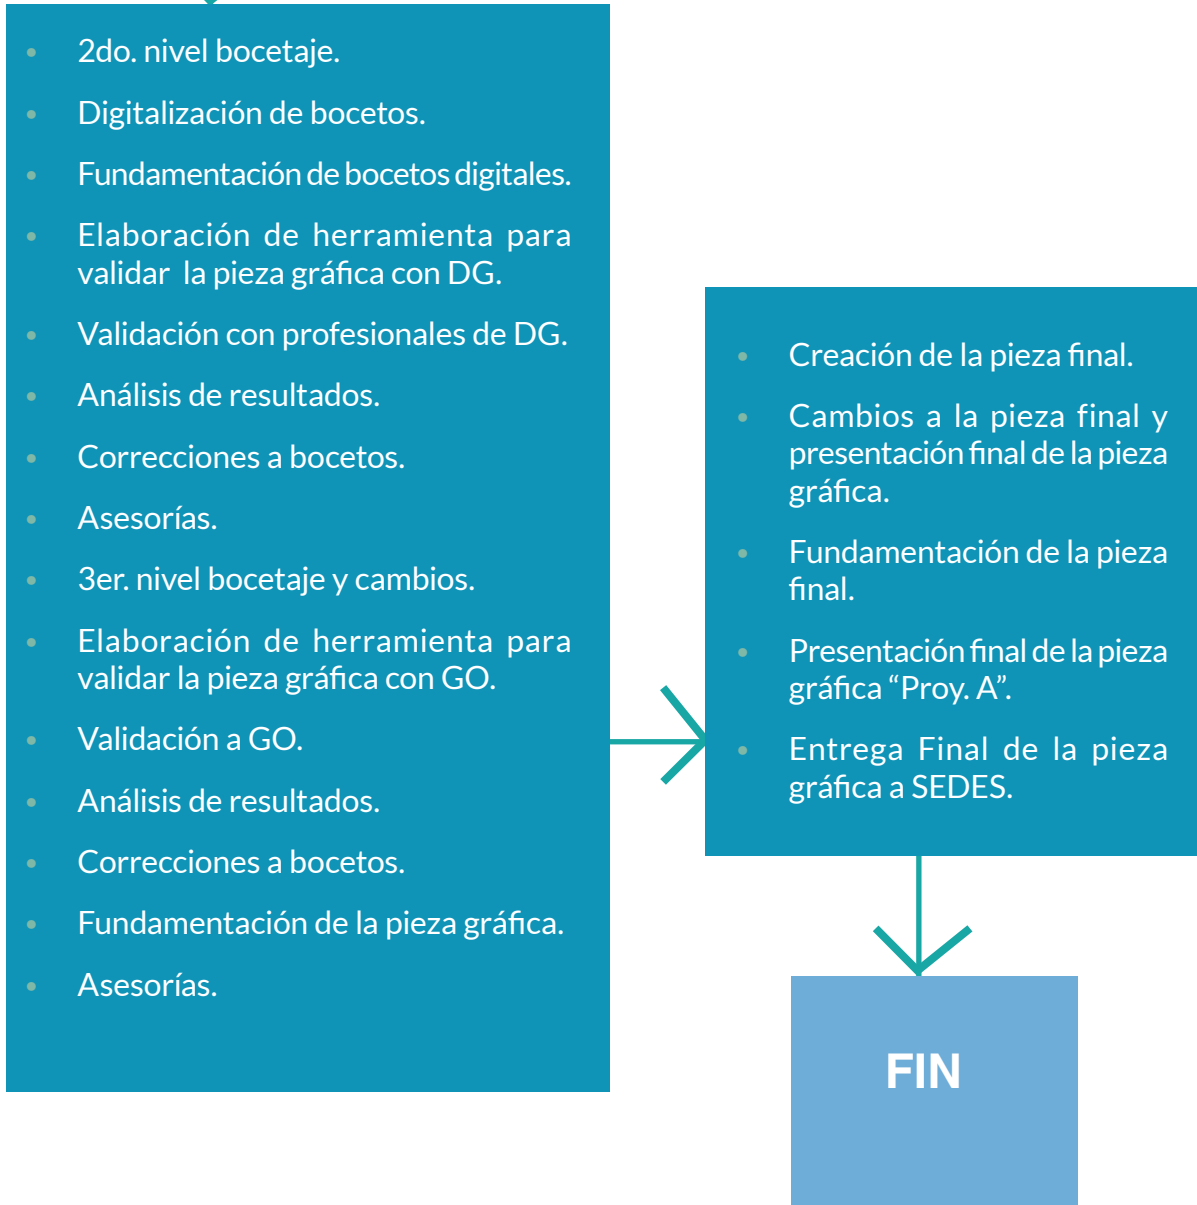 • 2do. nivel bocetaje.
• Digitalización de bocetos.
• Fundamentación de bocetos digitales.
• Elaboración de herramienta para
validar la pieza gráfica con DG.
• Validación con profesionales de DG.
• Análisis de resultados.
• Correcciones a bocetos.
• Asesorías.
• 3er. nivel bocetaje y cambios.
• Elaboración de herramienta para
validar la pieza gráfica con GO.
• Validación a GO.
• Análisis de resultados.
• Correcciones a bocetos.
• Fundamentación de la pieza gráfica.
• Asesorías.
• Creación de la pieza final.
• Cambios a la pieza final y
presentación final de la pieza
gráfica.
• Fundamentación de la pieza
final.
• Presentación final de la pieza
gráfica “Proy. A”.
• Entrega Final de la pieza
gráfica a SEDES.
FIN